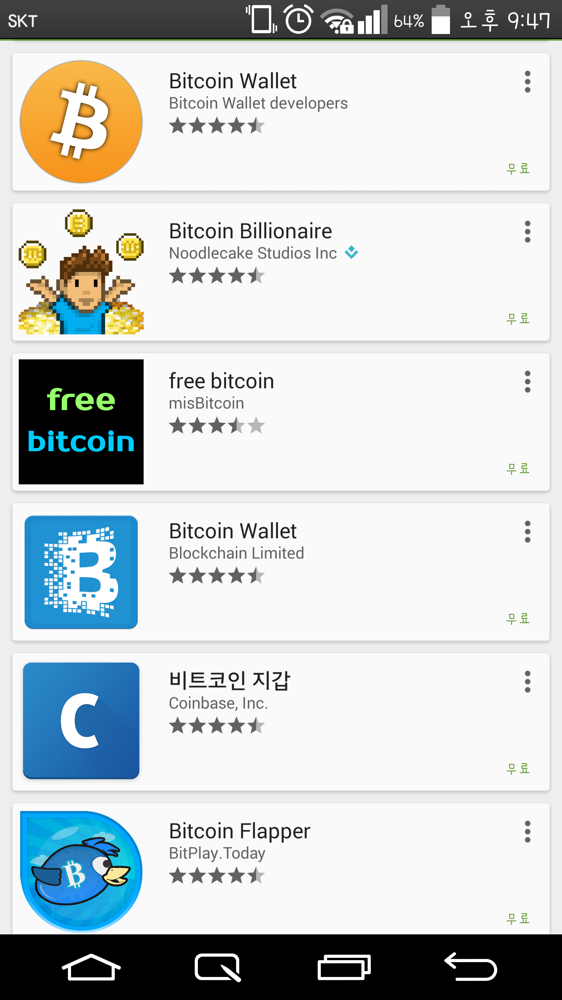 SKT 64% 오후 9:47
Bitcoin Wallet
Bitcoin Wallet developers
무료
Bitcoin Billionaire
Noodlecake Studios Inc
무료
free
bitcoin
free bitcoin
misBitcoin
무료
Bitcoin Wallet
Blockchain Limited
무료
C
비트코인 지갑
Coinbase, Inc.
무료
Bitcoin Flapper
BitPlay.Today
무료